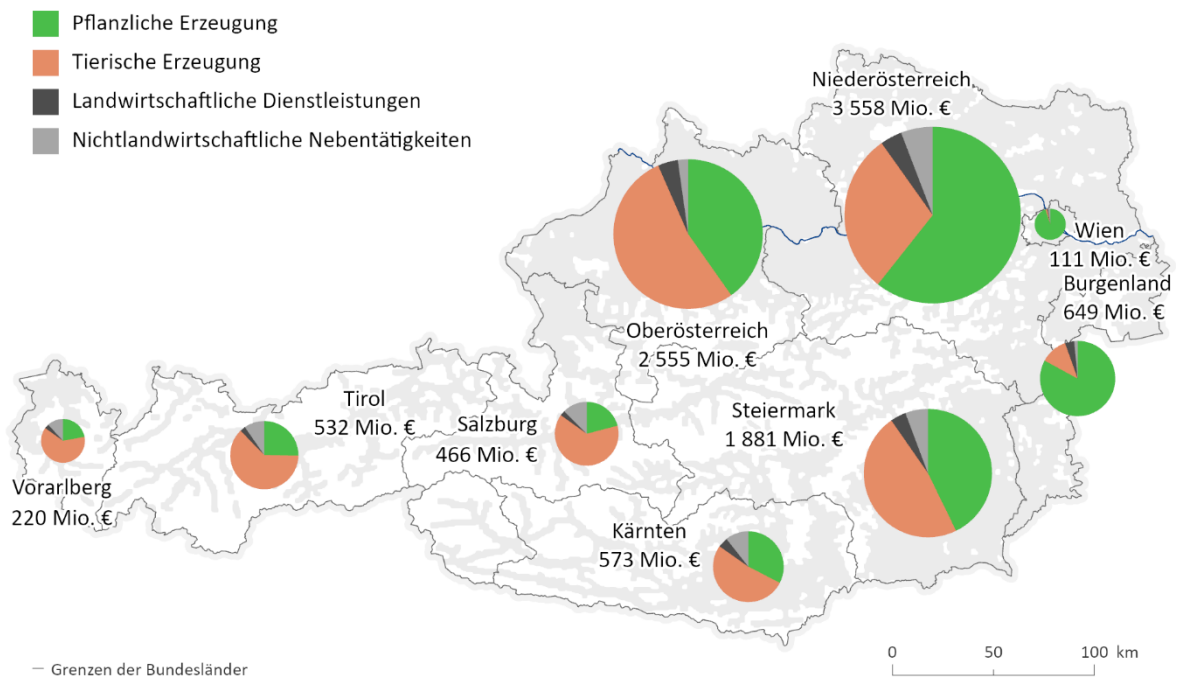 Pflanzliche Erzeugung
Tierische Erzeugung
Landwirtschaftliche Dienstleistungen
Nichtlandwirtschaftliche Nebentätigkeiten
Niederösterreich
3 558 Mio. €
Wien
111 Mio. €
Burgenland
649 Mio. €
Oberösterreich
2 555 Mio. €
Tirol
532 Mio. €
Salzburg
466 Mio. €
Steiermark
1 881 Mio. €
Vorarlberg
220 Mio. €
Kärnten
573 Mio. €
Grenzen der Bundesländer
0 50 100 km